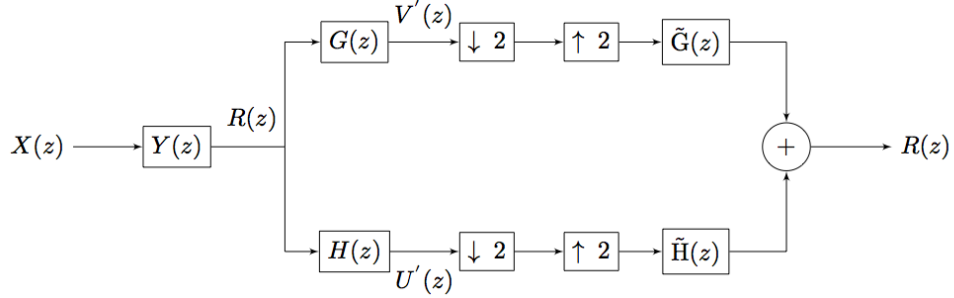 V'(z)
G(z) ↓ 2 ↑ 2 G̃(z)
R(z)
X(z) Y(z) + R(z)
H(z) ↓ 2 ↑ 2 H̃(z)
U'(z)